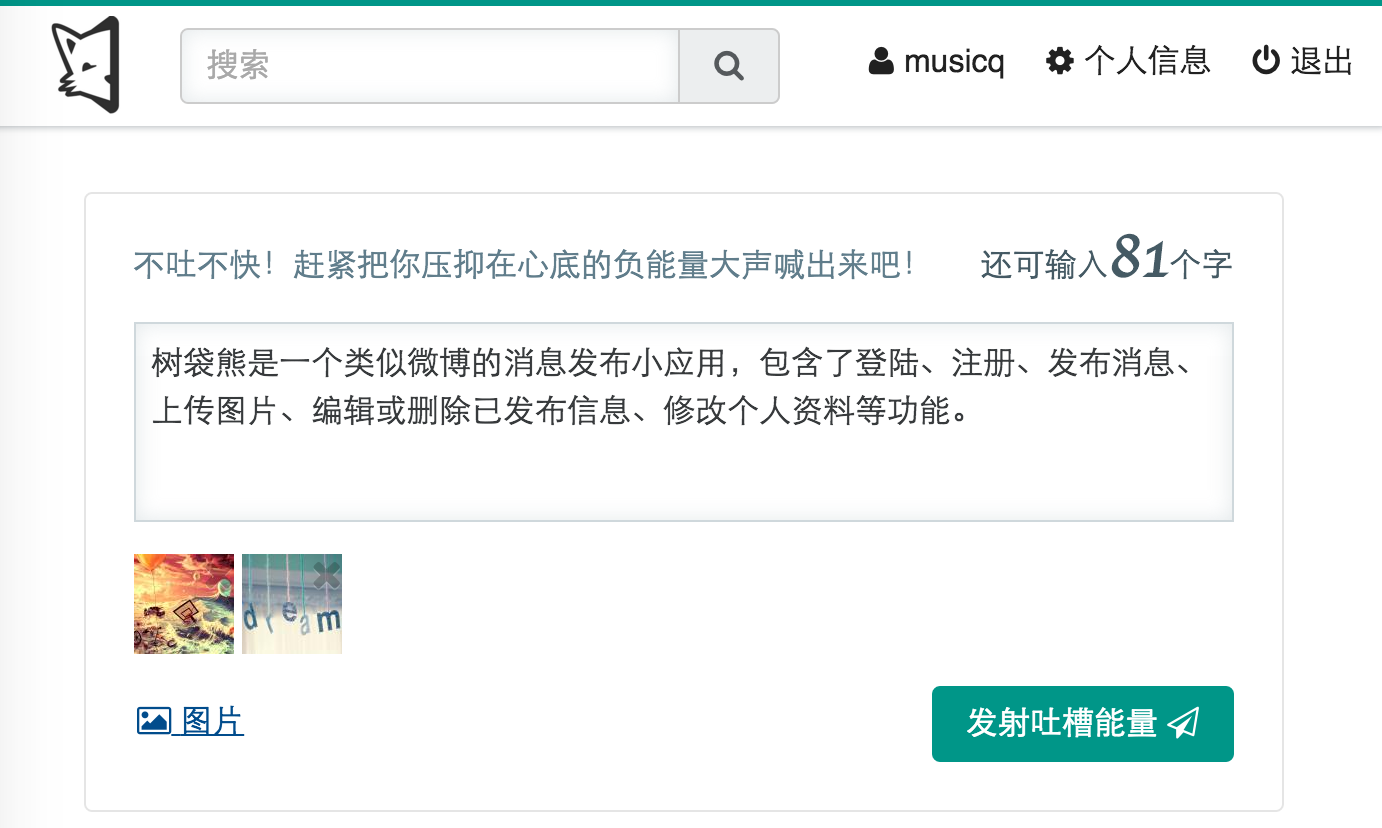 搜索
musicq
个人信息
退出
不吐不快！赶紧把你压抑在心底的负能量大声喊出来吧！
还可输入81个字
树袋熊是一个类似微博的消息发布小应用，包含了登陆、注册、发布消息、
上传图片、编辑或删除已发布信息、修改个人资料等功能。
dream
图片
发射吐槽能量